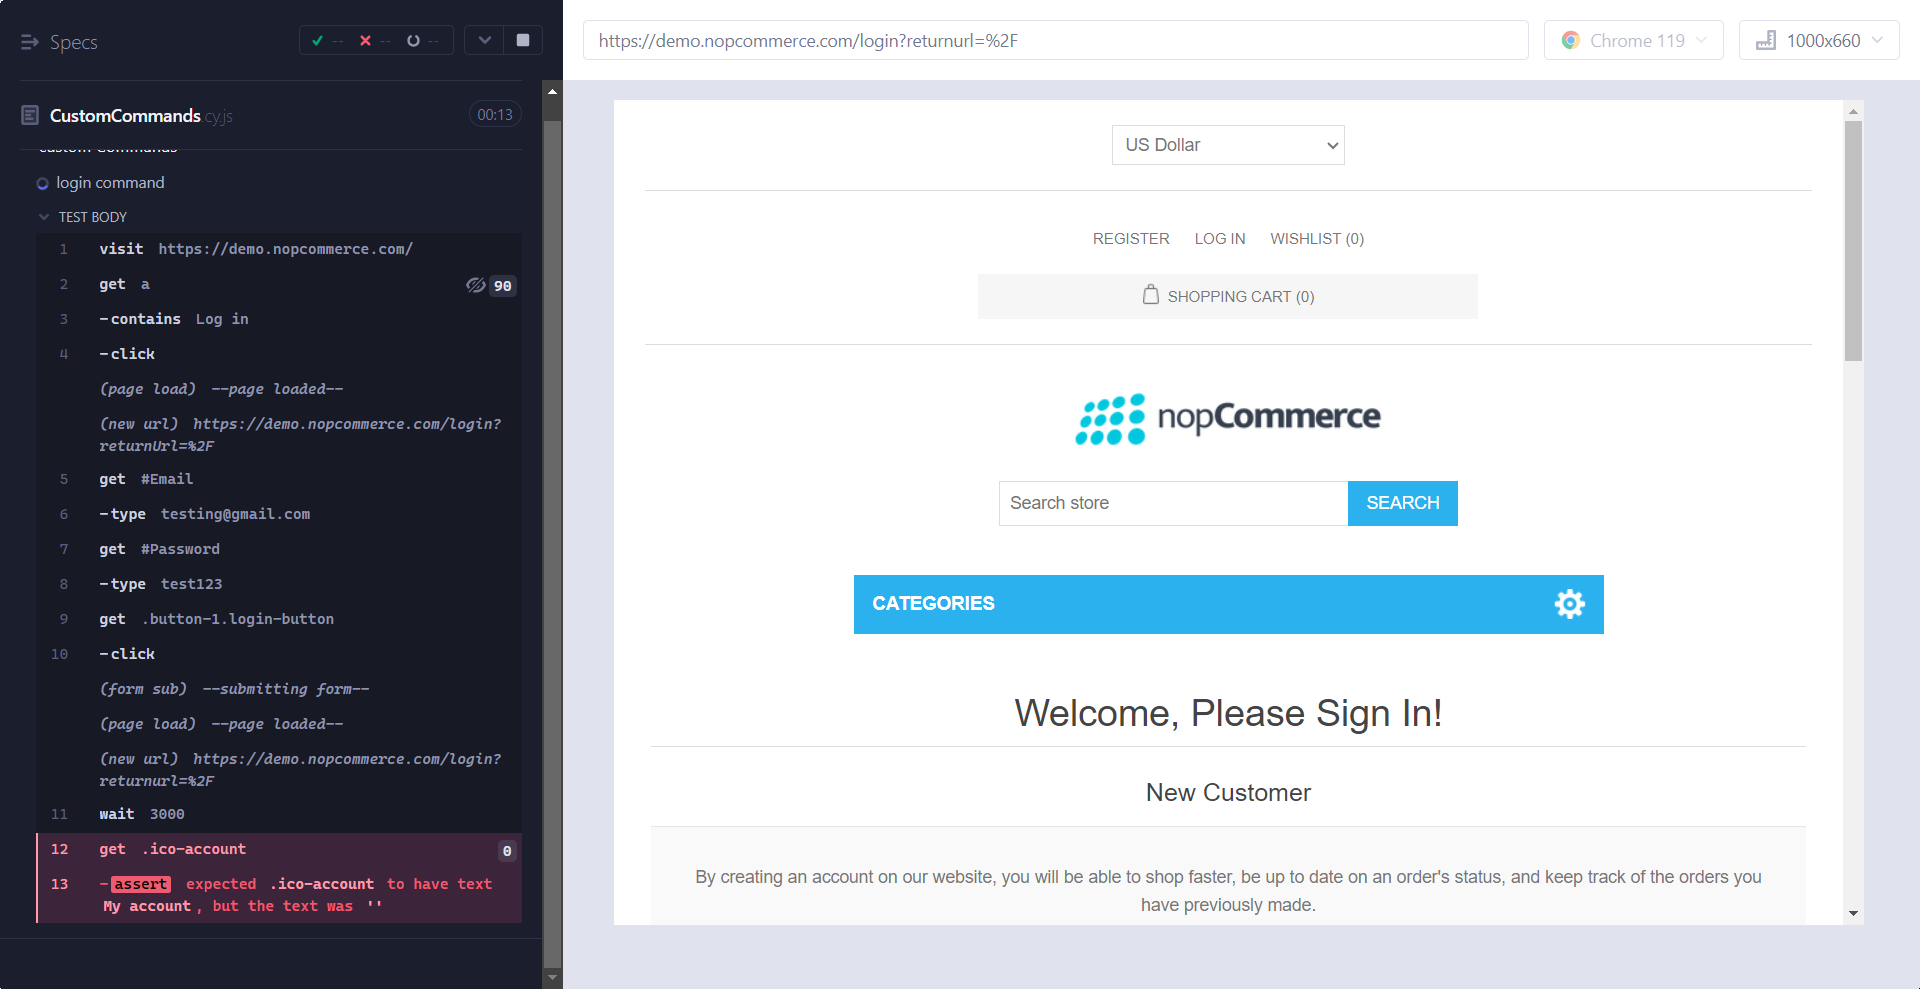 Specs
-- -- --
CustomCommands.cy.js
00:13
custom Commands
login command
TEST BODY
1 visit https://demo.nopcommerce.com/
2 get a 90
3 -contains Log in
4 -click
(page load) --page loaded--
(new url) https://demo.nopcommerce.com/login?
returnUrl=%2F
5 get #Email
6 -type testing@gmail.com
7 get #Password
8 -type test123
9 get .button-1.login-button
10 -click
(form sub) --submitting form--
(page load) --page loaded--
(new url) https://demo.nopcommerce.com/login?
returnurl=%2F
11 wait 3000
12 get .ico-account 0
13 -assert expected .ico-account to have text
My account, but the text was ''
https://demo.nopcommerce.com/login?returnurl=%2F
Chrome 119
1000x660
US Dollar
REGISTER LOG IN WISHLIST (0)
SHOPPING CART (0)
nopCommerce
Search store SEARCH
CATEGORIES
Welcome, Please Sign In!
New Customer
By creating an account on our website, you will be able to shop faster, be up to date on an order's status, and keep track of the orders you
have previously made.